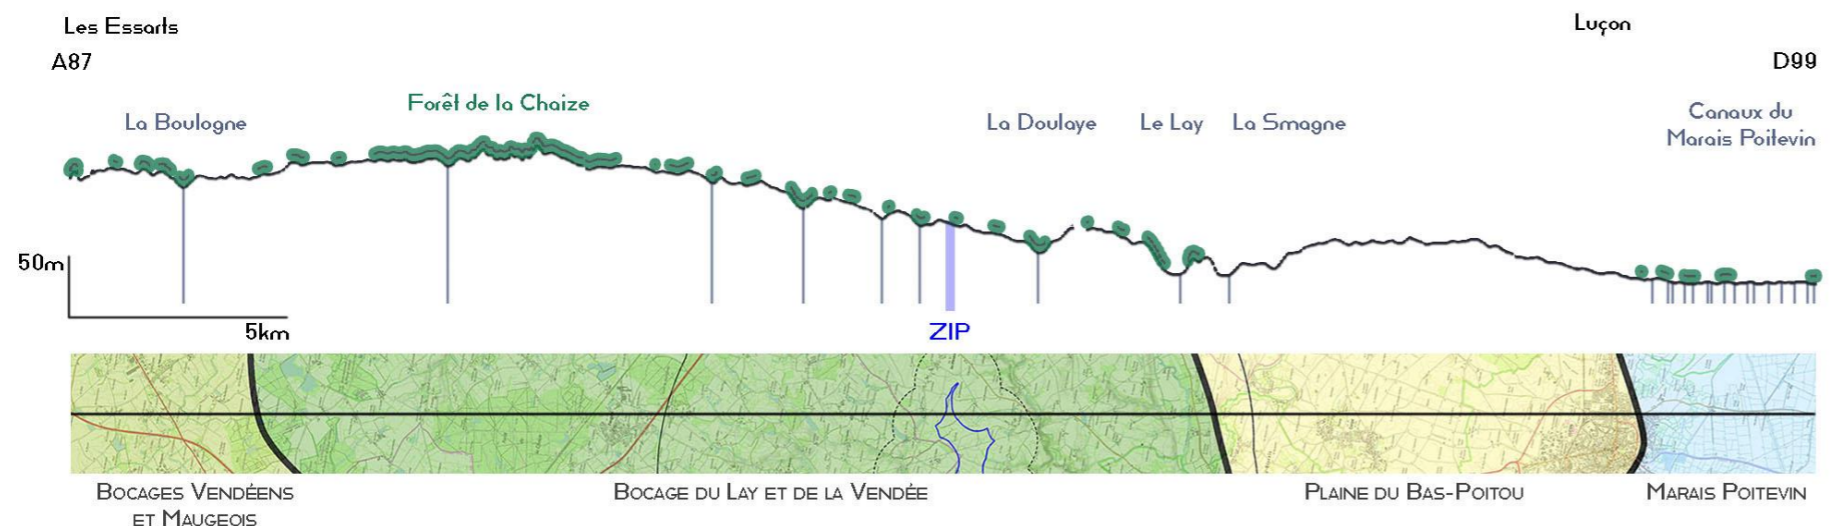 Les Essarts
Luçon
A87
D99
Forêt de la Chaize
La Boulogne
La Doulaye
Le Lay
La Smagne
Canaux du
Marais Poitevin
50m
5km
ZIP
BOCAGES VENDÉENS
ET MAUGEOIS
BOCAGE DU LAY ET DE LA VENDÉE
PLAINE DU BAS-POITOU
MARAIS POITEVIN